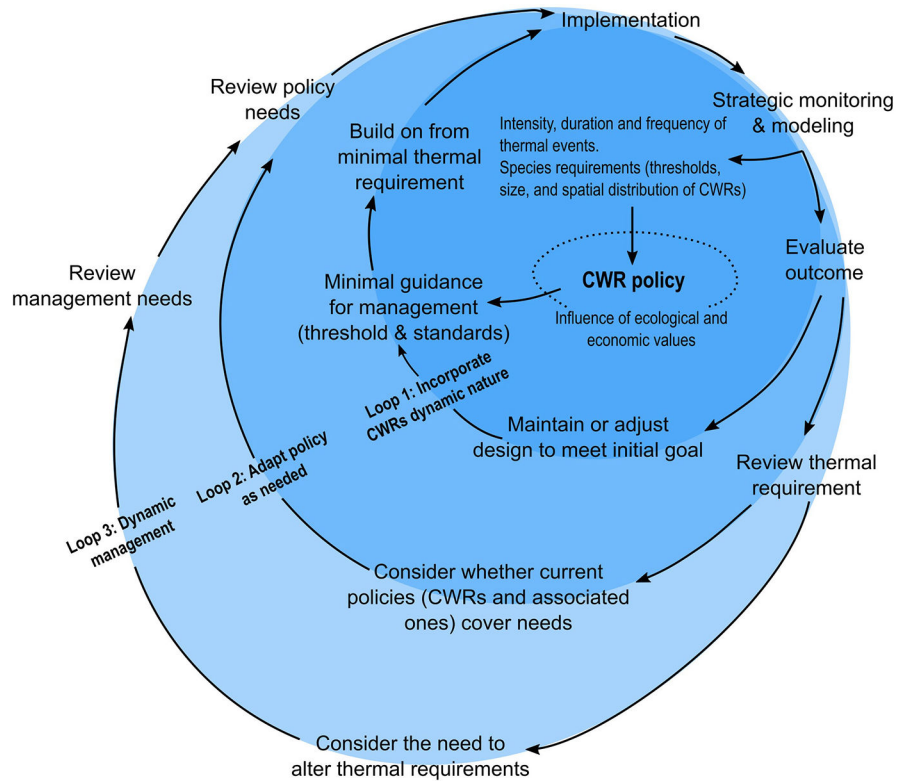 Implementation
Review policy
needs
Strategic monitoring
& modeling
Build on from
minimal thermal
requirement
Intensity, duration and frequency of
thermal events.
Species requirements (thresholds,
size, and spatial distribution of CWRs)
Evaluate
outcome
Review
management needs
Minimal guidance
for management
(threshold & standards)
CWR policy
Influence of ecological and
economic values
Loop 1: Incorporate
CWRs dynamic nature
Maintain or adjust
design to meet initial goal
Loop 2: Adapt policy
as needed
Review thermal
requirement
Loop 3: Dynamic
management
Consider whether current
policies (CWRs and associated
ones) cover needs
Consider the need to
alter thermal requirements